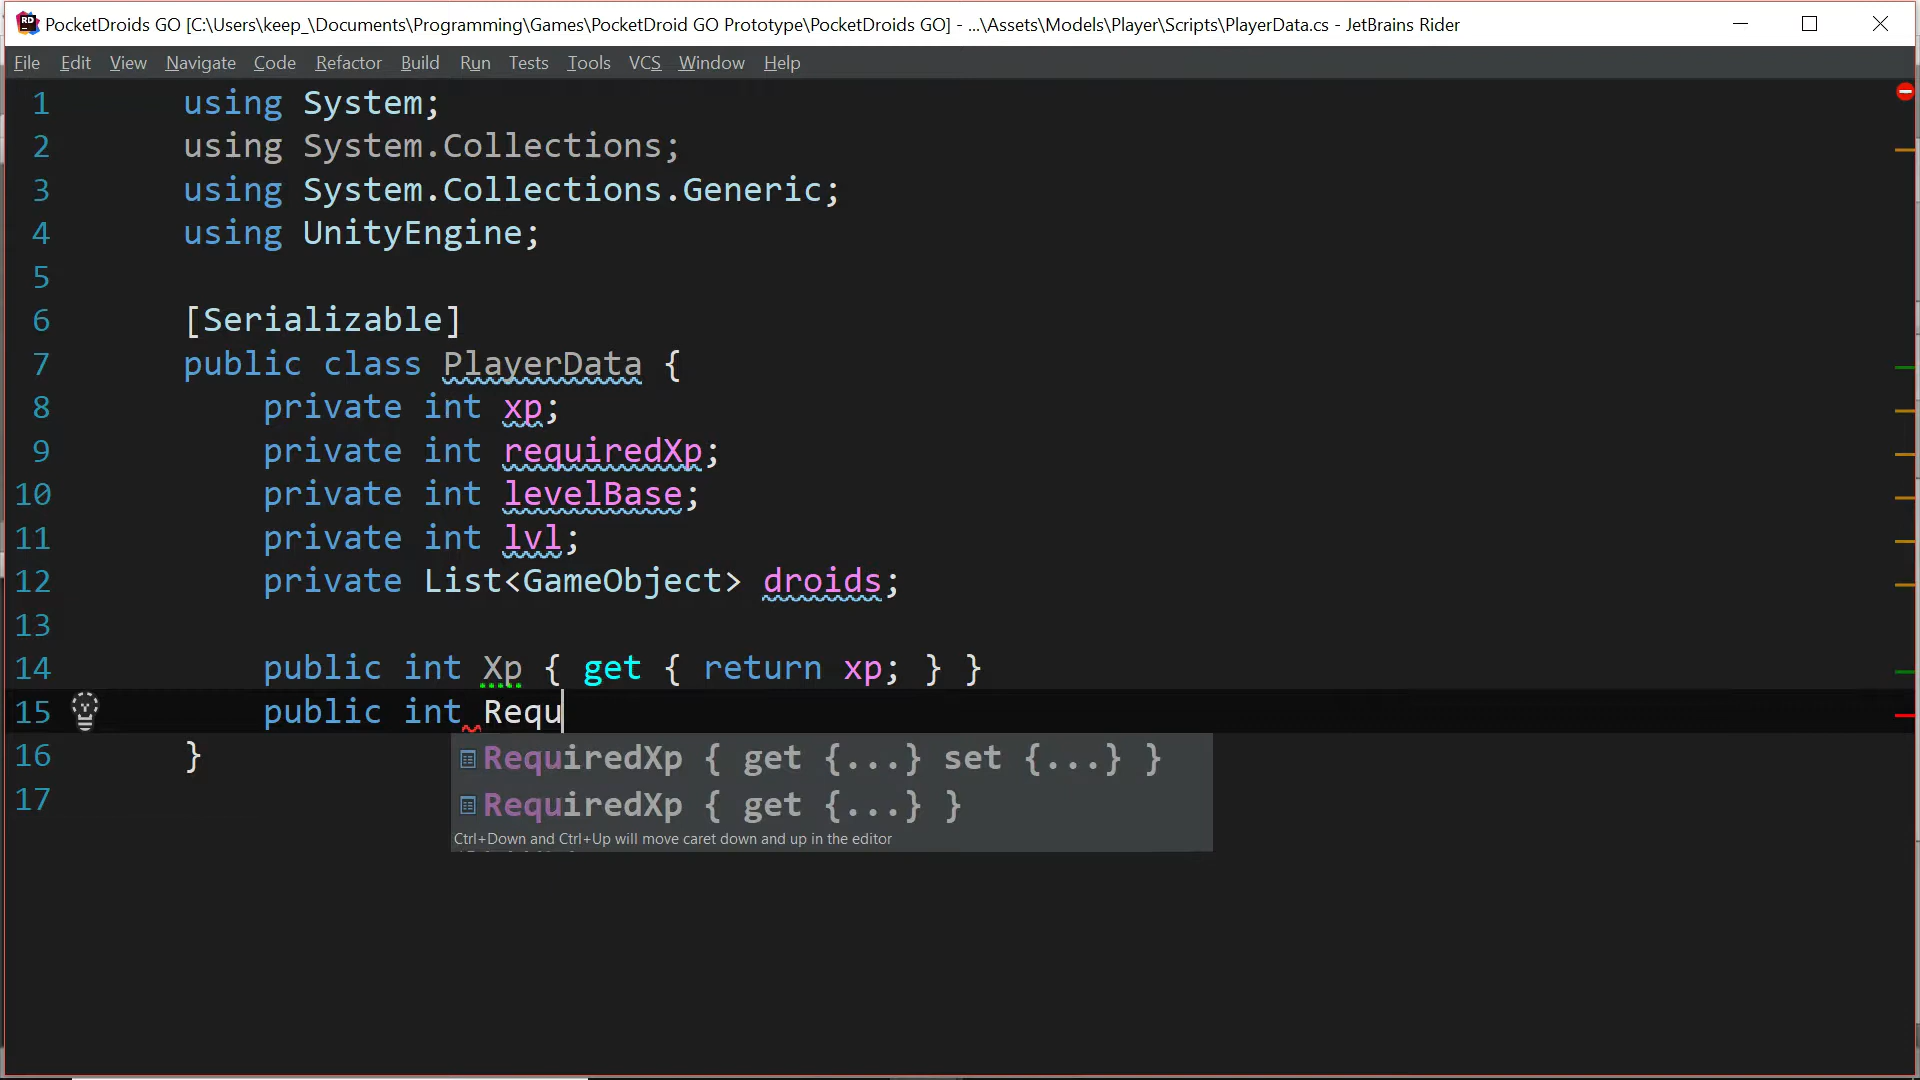 PocketDroids GO [C:\Users\keep_\Documents\Programming\Games\PocketDroid GO Prototype\PocketDroids GO] - ...\Assets\Models\Player\Scripts\PlayerData.cs - JetBrains Rider
File Edit View Navigate Code Refactor Build Run Tests Tools VCS Window Help
1 using System;
2 using System.Collections;
3 using System.Collections.Generic;
4 using UnityEngine;
5
6 [Serializable]
7 public class PlayerData {
8 private int xp;
9 private int requiredXp;
10 private int levelBase;
11 private int lvl;
12 private List<GameObject> droids;
13
14 public int Xp { get { return xp; } }
15 public int Requ
16 }
RequiredXp { get {...} set {...} }
17
RequiredXp { get {...} }
Ctrl+Down and Ctrl+Up will move caret down and up in the editor